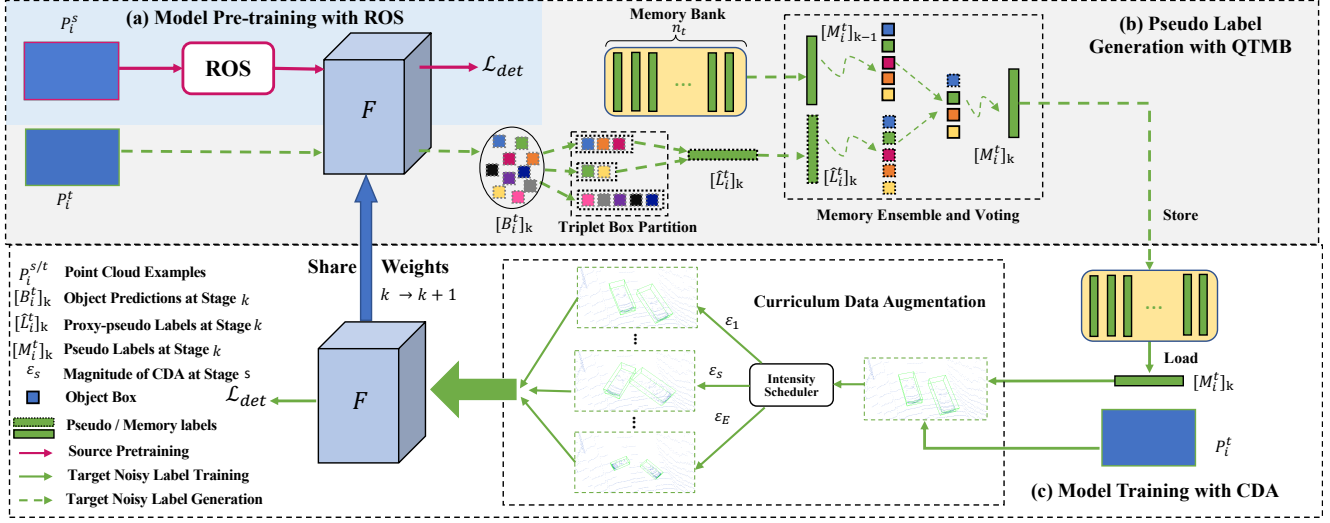 (a) Model Pre-training with ROS
P_i^s
ROS
F
ℒ_det
P_i^t
[B_i^t]_k
Triplet Box Partition
[L̂_i^t]_k
Memory Bank
n_t
...
[M_i^t]_{k−1}
[L̂_i^t]_k
[M_i^t]_k
Memory Ensemble and Voting
(b) Pseudo Label
Generation with QTMB
Store
P_i^{s/t} Point Cloud Examples
[B_i^t]_k Object Predictions at Stage k
[L̂_i^t]_k Proxy-pseudo Labels at Stage k
[M_i^t]_k Pseudo Labels at Stage k
ε_s Magnitude of CDA at Stage s
Object Box
Pseudo / Memory labels
Source Pretraining
Target Noisy Label Training
Target Noisy Label Generation
Share Weights
k → k + 1
F
ℒ_det
Curriculum Data Augmentation
ε_1
...
ε_s
...
ε_E
Intensity
Scheduler
...
Load
[M_i^t]_k
P_i^t
(c) Model Training with CDA